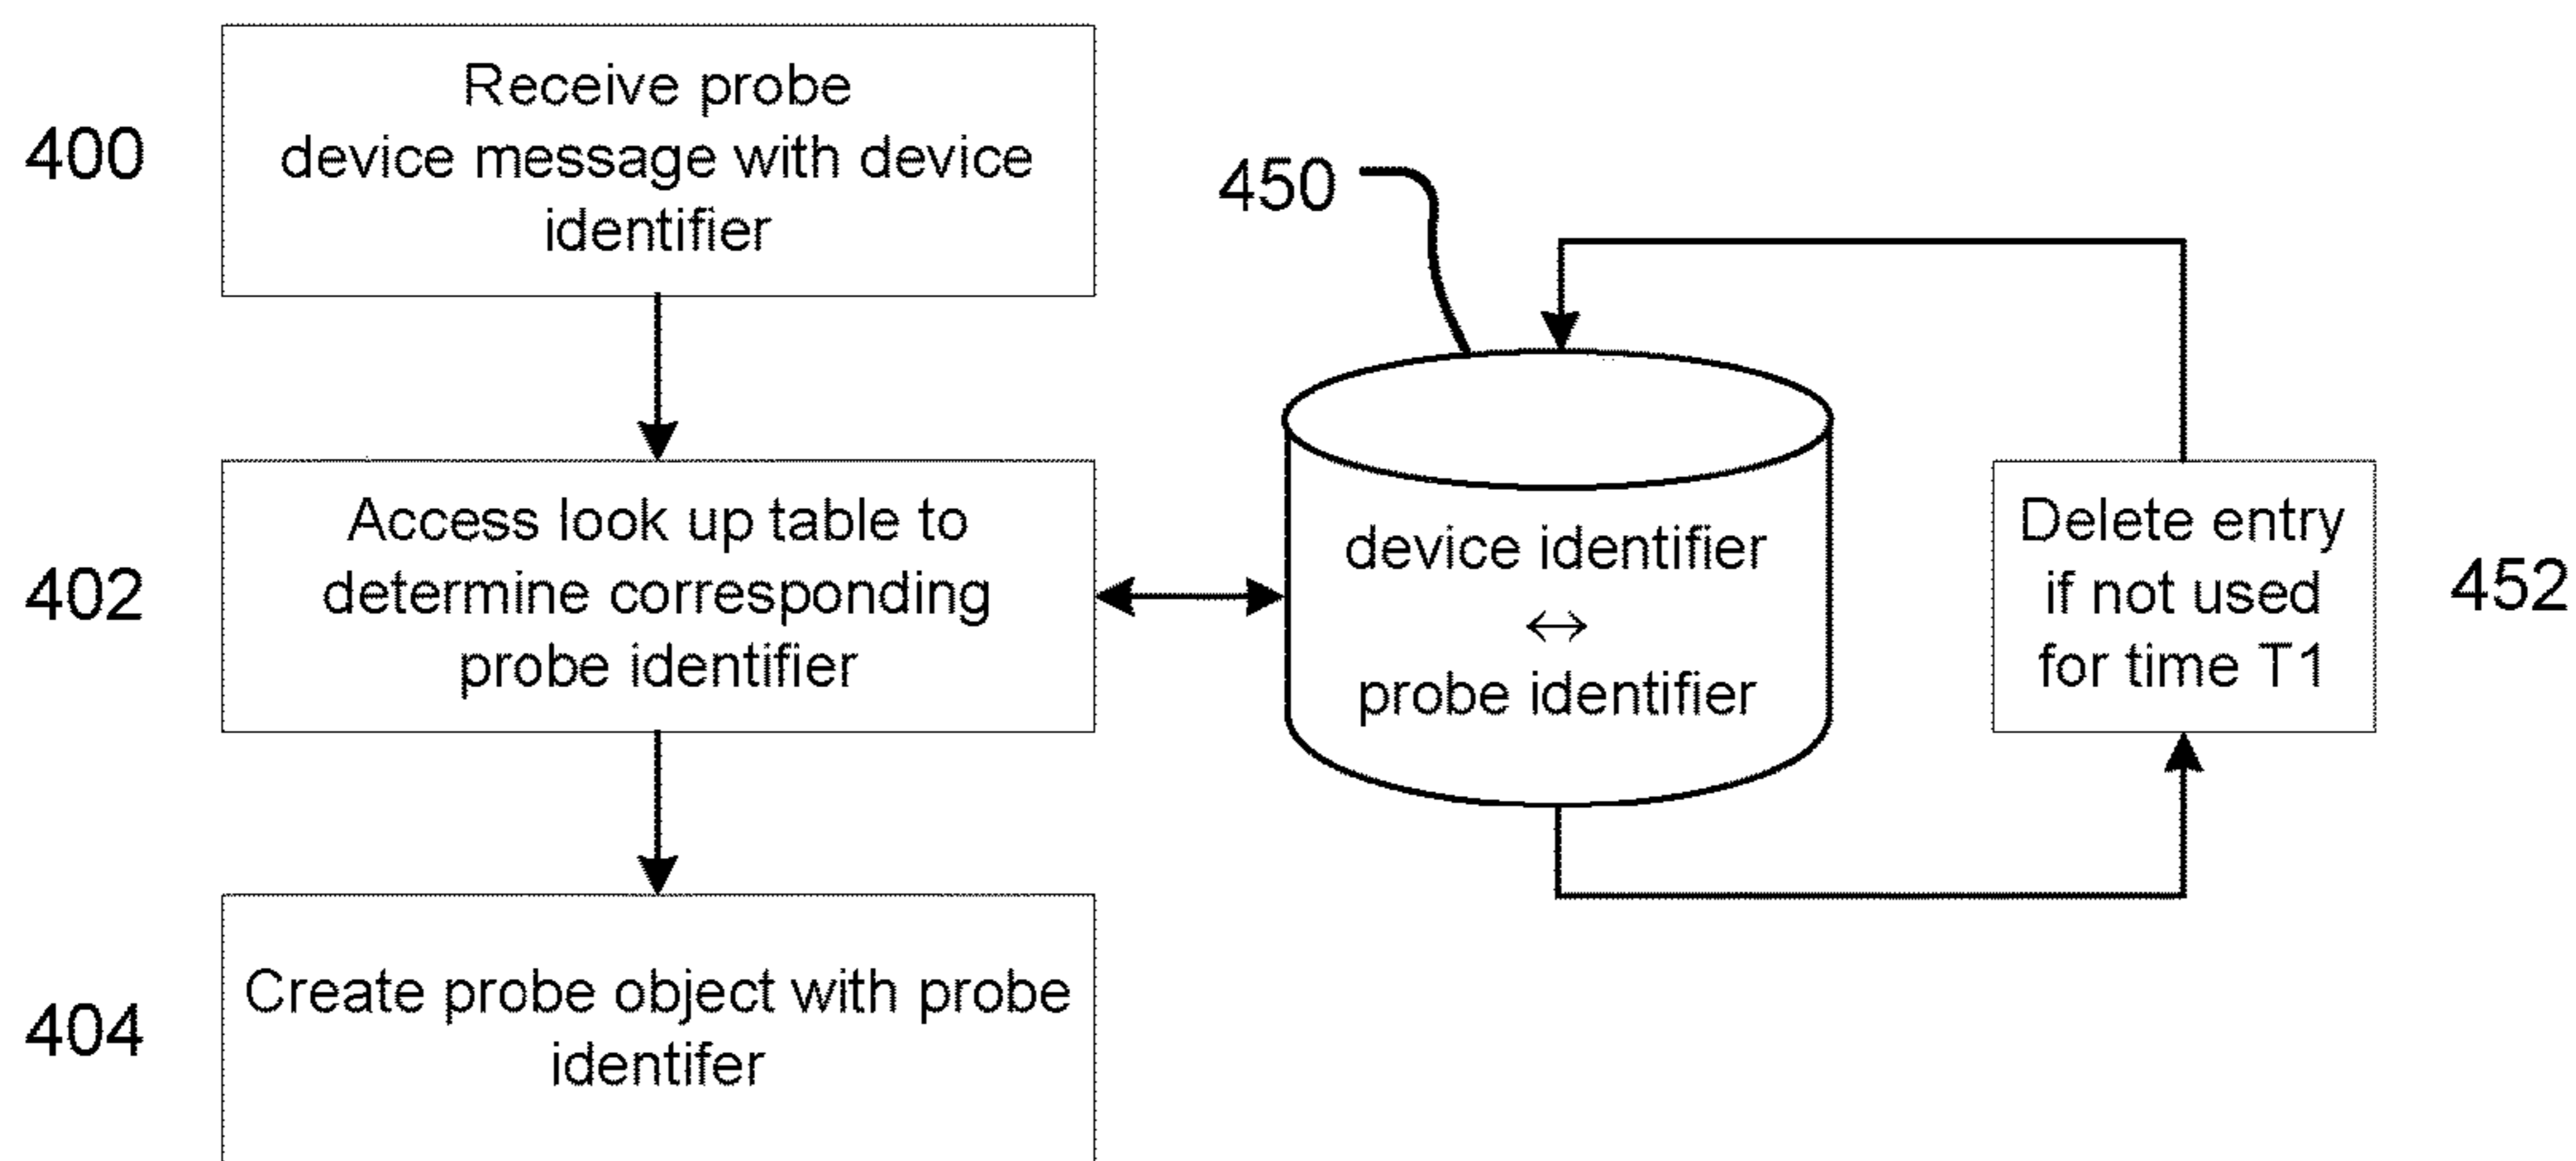 400
Receive probe
device message with device
identifier
402
Access look up table to
determine corresponding
probe identifier
404
Create probe object with probe
identifer
450
device identifier
↔
probe identifier
Delete entry
if not used
for time T1
452